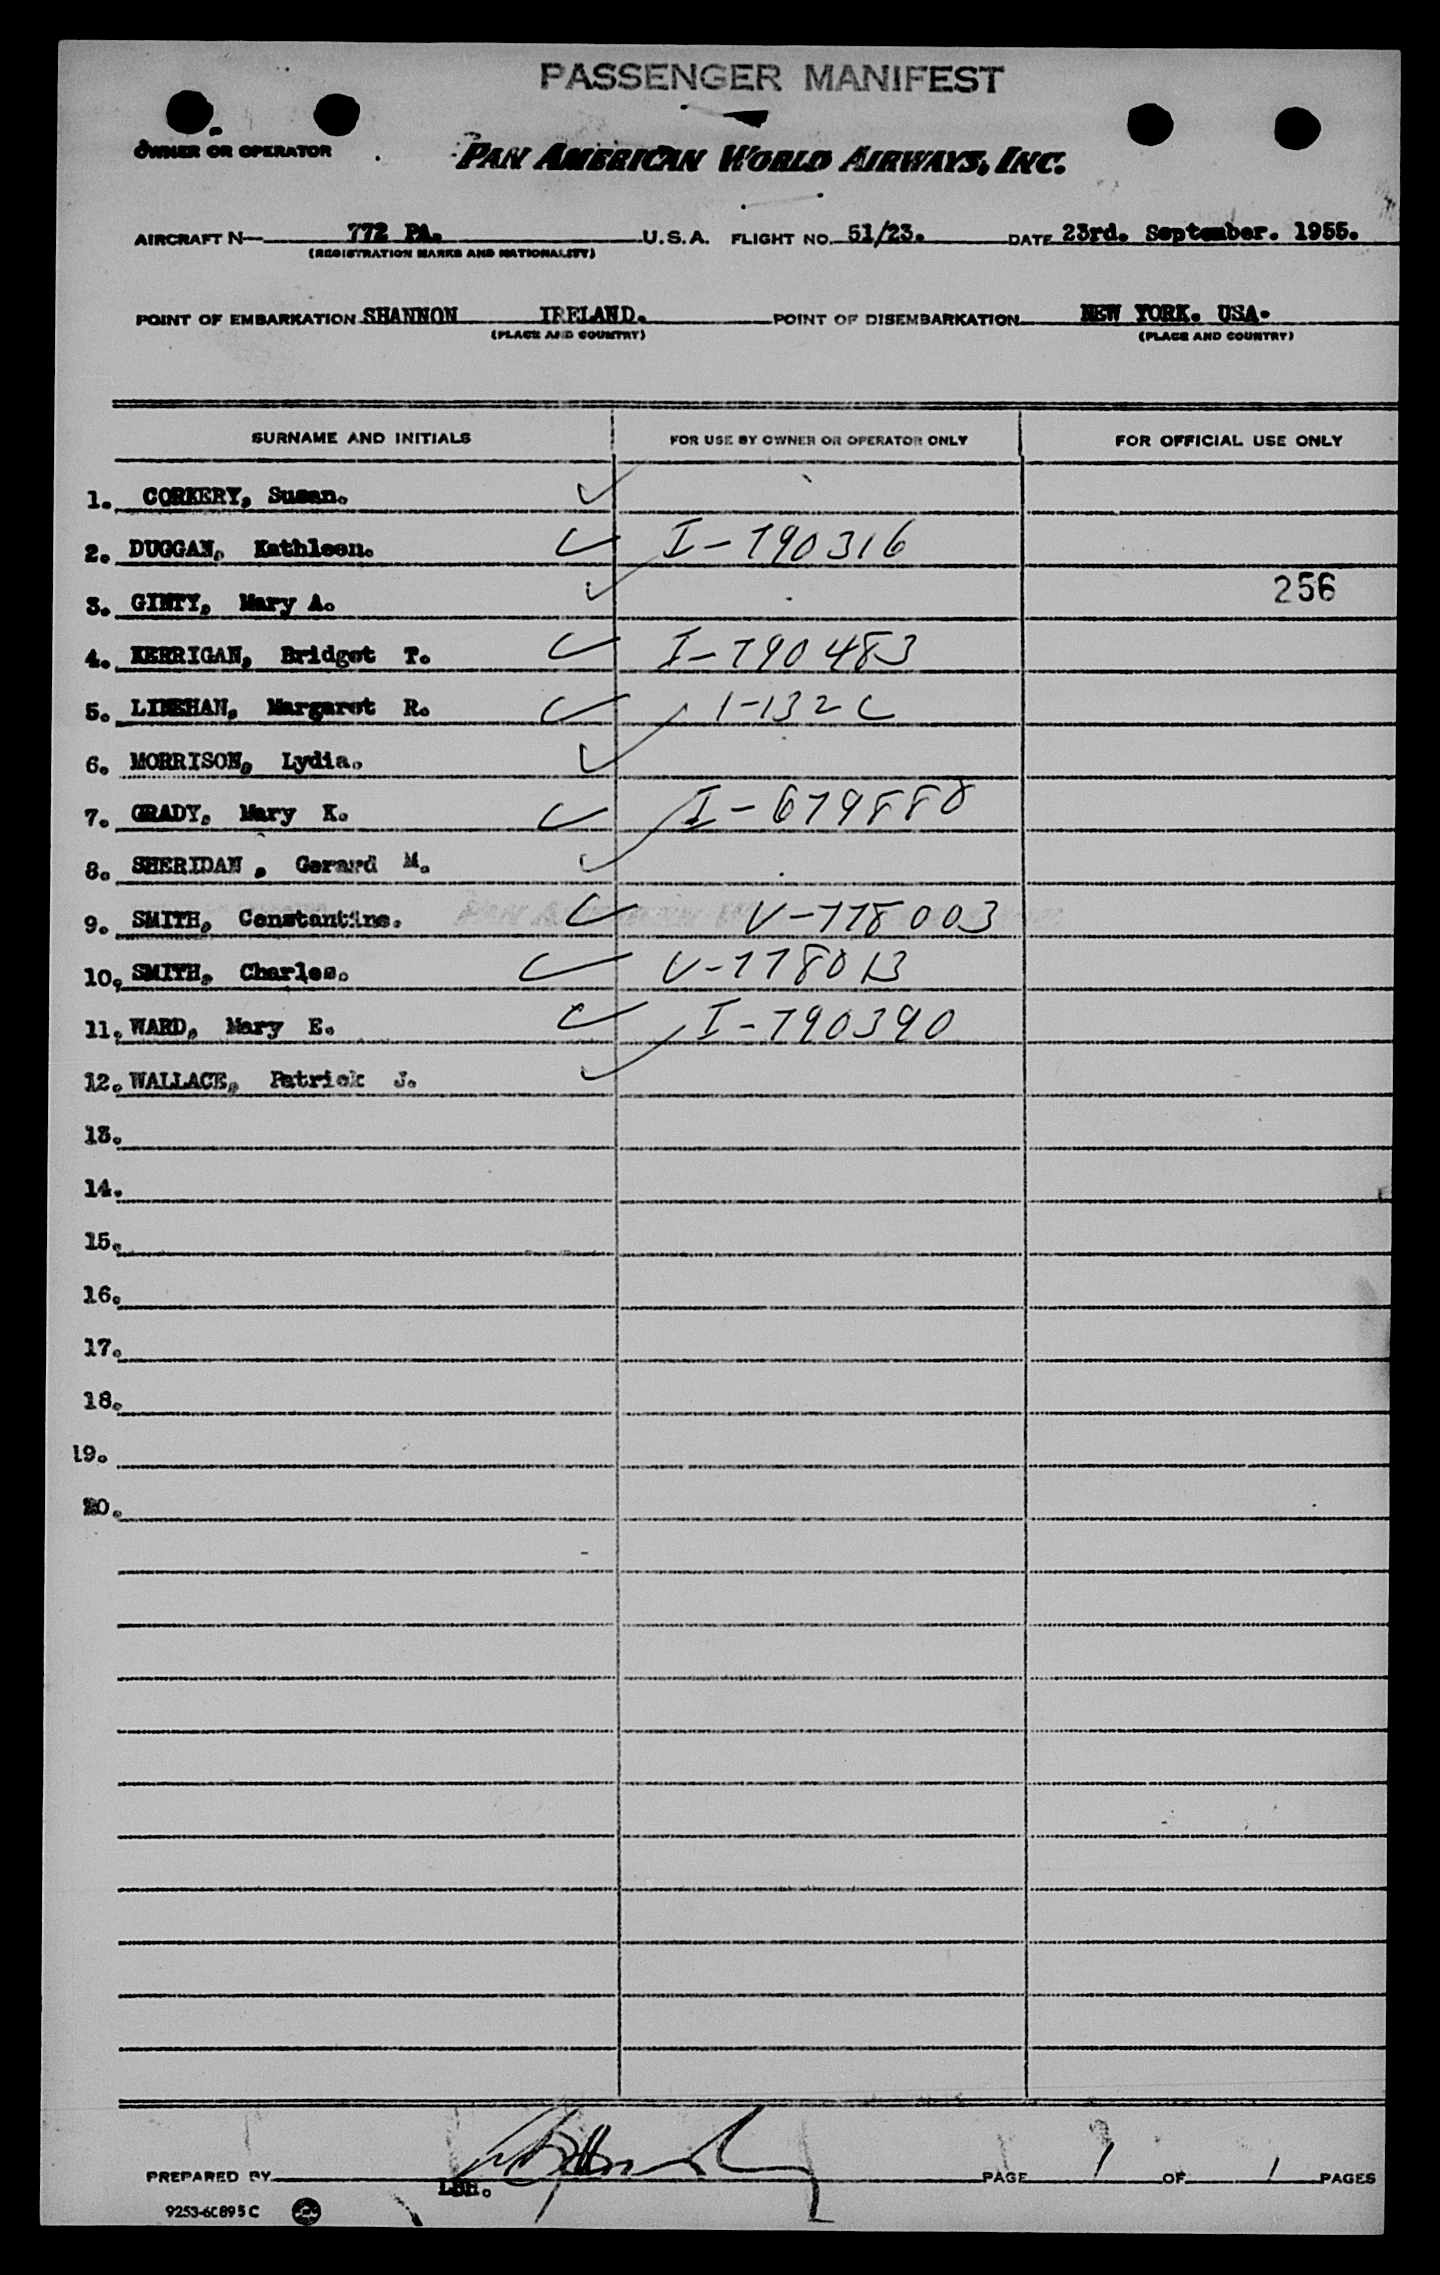 PASSENGER MANIFEST
OWNER OR OPERATOR
PAN AMERICAN WORLD AIRWAYS, INC.
AIRCRAFT N— 772 PA. U.S.A. FLIGHT NO. 51/23. DATE 23rd. September. 1955.
(REGISTRATION MARKS AND NATIONALITY)
POINT OF EMBARKATION SHANNON IRELAND. POINT OF DISEMBARKATION NEW YORK. USA.
(PLACE AND COUNTRY) (PLACE AND COUNTRY)
SURNAME AND INITIALS FOR USE BY OWNER OR OPERATOR ONLY FOR OFFICIAL USE ONLY
1. CORKERY, Susan.
2. DUGGAN, Kathleen. I-790316
256
3. GINTY, Mary A.
4. KERRIGAN, Bridget T. I-790483
5. LINEHAN, Margaret R. 1-132 C
6. MORRISON, Lydia.
7. GRADY, Mary K. I-679888
8. SHERIDAN, Gerard M.
9. SMITH, Constantine. V-778003
10. SMITH, Charles. V-778013
11. WARD, Mary E. I-790390
12. WALLACE, Patrick J.
13.
14.
15.
16.
17.
18.
19.
20.
PREPARED BY PAGE 1 OF 1 PAGES
9253-6C895C